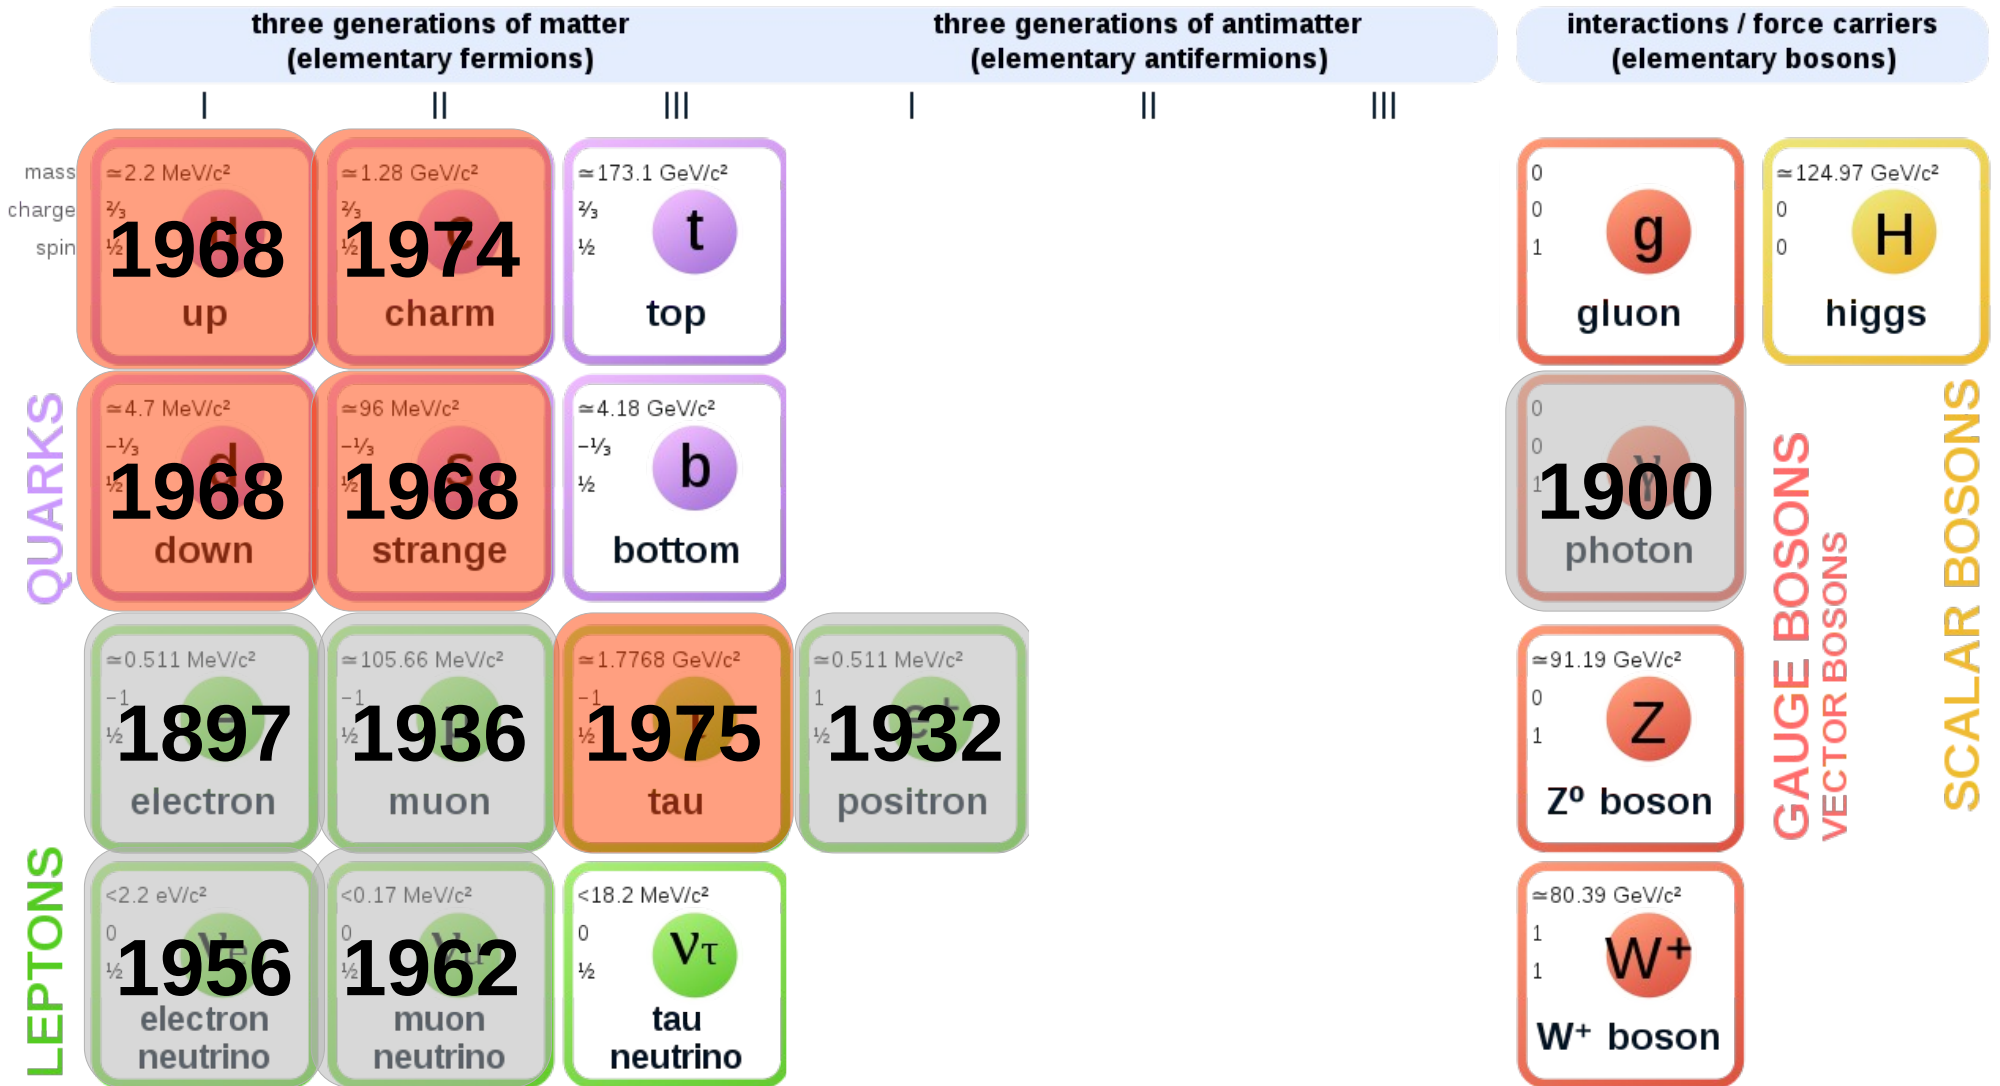 three generations of matter
(elementary fermions)
three generations of antimatter
(elementary antifermions)
interactions / force carriers
(elementary bosons)
I
II
III
I
II
III
mass
charge
spin
≃2.2 MeV/c²
⅔
½
1968
up
≃1.28 GeV/c²
⅔
½
c
1974
charm
≃173.1 GeV/c²
⅔
½
t
top
0
0
1
g
gluon
≃124.97 GeV/c²
0
0
H
higgs
QUARKS
≃4.7 MeV/c²
−⅓
½
d
1968
down
≃96 MeV/c²
−⅓
½
s
1968
strange
≃4.18 GeV/c²
−⅓
½
b
bottom
0
0
1
γ
1900
photon
GAUGE BOSONS
VECTOR BOSONS
SCALAR BOSONS
LEPTONS
≃0.511 MeV/c²
−1
½
1897
electron
≃105.66 MeV/c²
−1
½
1936
muon
≃1.7768 GeV/c²
−1
½
1975
tau
≃0.511 MeV/c²
1
½
e⁺
1932
positron
≃91.19 GeV/c²
0
1
Z
Z⁰ boson
<2.2 eV/c²
0
½
νe
1956
electron
neutrino
<0.17 MeV/c²
0
½
νμ
1962
muon
neutrino
<18.2 MeV/c²
0
½
ντ
tau
neutrino
≃80.39 GeV/c²
1
1
W⁺
W⁺ boson